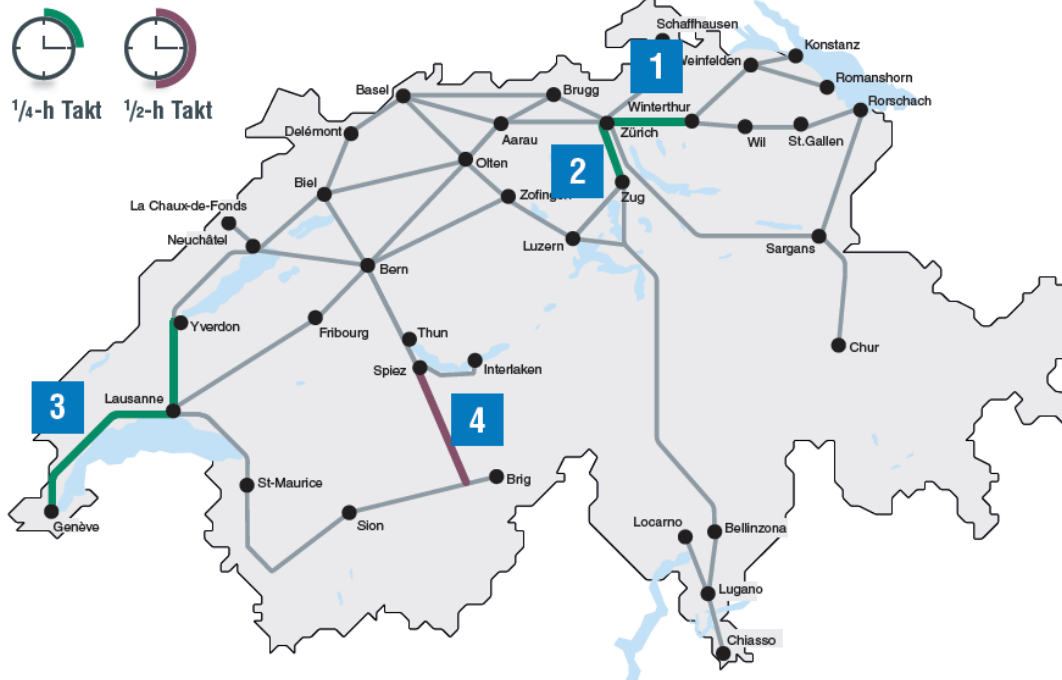 1/4-h Takt
1/2-h Takt
Schaffhausen
Konstanz
1
Weinfelden
Romanshorn
Basel
Brugg
Winterthur
Rorschach
Delémont
Aarau
Zürich
Wil
St.Gallen
Olten
2
Biel
Zofingen
Zug
La Chaux-de-Fonds
Neuchâtel
Luzern
Sargans
Bern
Yverdon
Fribourg
Thun
Chur
Spiez
Interlaken
3
Lausanne
4
St-Maurice
Brig
Sion
Genève
Locarno
Bellinzona
Lugano
Chiasso